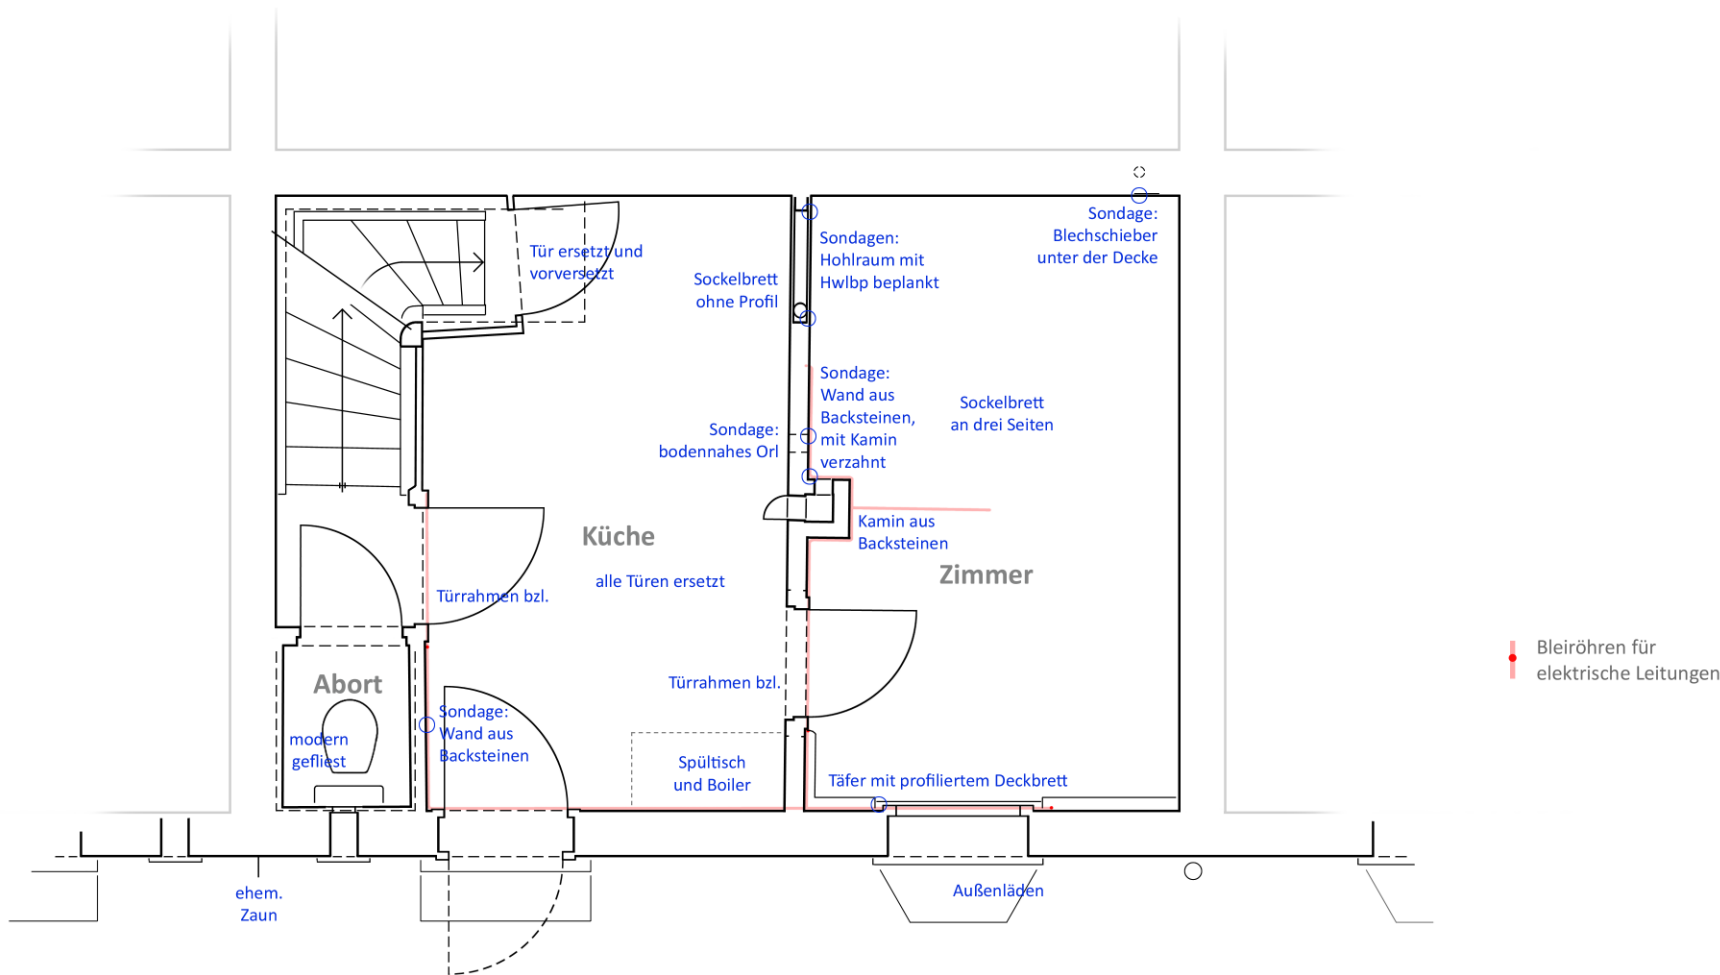 Sondage:
Blechschieber
unter der Decke
Sondagen:
Hohlraum mit
Hwlbp beplankt
Tür ersetzt und
vorversetzt
Sockelbrett
ohne Profil
Sondage:
Wand aus
Backsteinen,
mit Kamin
verzahnt
Sockelbrett
an drei Seiten
Sondage:
bodennahes Orl
Kamin aus
Backsteinen
Küche
Zimmer
alle Türen ersetzt
Türrahmen bzl.
Bleiröhren für
elektrische Leitungen
Abort
Türrahmen bzl.
Sondage:
Wand aus
Backsteinen
modern
gefliest
Spültisch
und Boiler
Täfer mit profiliertem Deckbrett
ehem.
Zaun
Außenläden